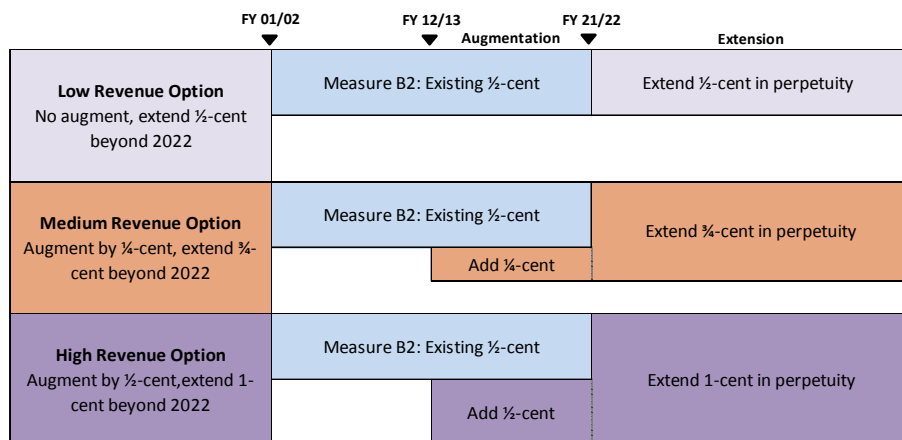 FY 01/02
FY 12/13
FY 21/22
Augmentation
Extension
Low Revenue Option
No augment, extend ½-cent
beyond 2022
Measure B2: Existing ½-cent
Extend ½-cent in perpetuity
Medium Revenue Option
Augment by ¼-cent, extend ¾-
cent beyond 2022
Measure B2: Existing ½-cent
Add ¼-cent
Extend ¾-cent in perpetuity
High Revenue Option
Augment by ½-cent,extend 1-
cent beyond 2022
Measure B2: Existing ½-cent
Add ½-cent
Extend 1-cent in perpetuity